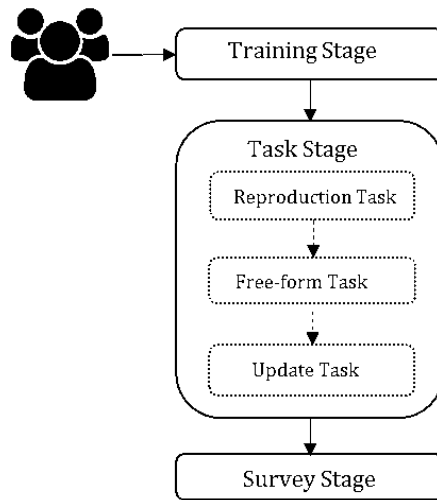 Training Stage
Task Stage
Reproduction Task
Free-form Task
Update Task
Survey Stage